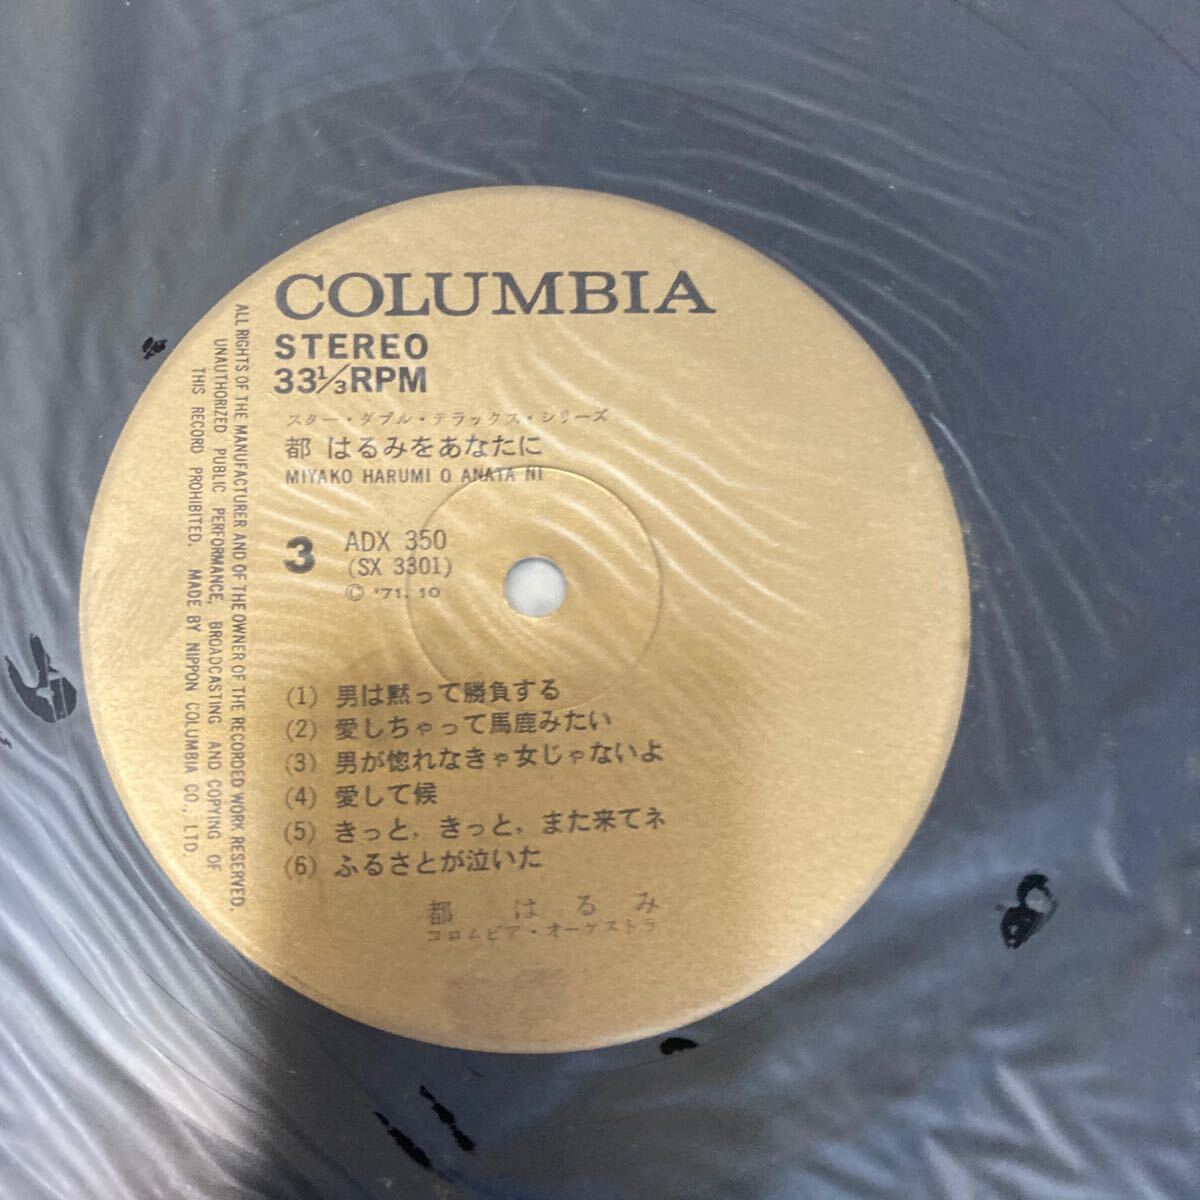 COLUMBIA
STEREO
33⅓RPM
スター・ダブル・デラックス・シリーズ
都 はるみをあなたに
MIYAKO HARUMI O ANATA NI
3
ADX 350
(SX 3301)
© '71. 10
(1) 男は黙って勝負する
(2) 愛しちゃって馬鹿みたい
(3) 男が惚れなきゃ女じゃないよ
(4) 愛して候
(5) きっと，きっと，また来てネ
(6) ふるさとが泣いた
都 はるみ
コロムビア・オーケストラ
ALL RIGHTS OF THE MANUFACTURER AND OF THE OWNER OF THE RECORDED WORK RESERVED.
UNAUTHORIZED PUBLIC PERFORMANCE, BROADCASTING AND COPYING OF
THIS RECORD PROHIBITED. MADE BY NIPPON COLUMBIA CO., LTD.